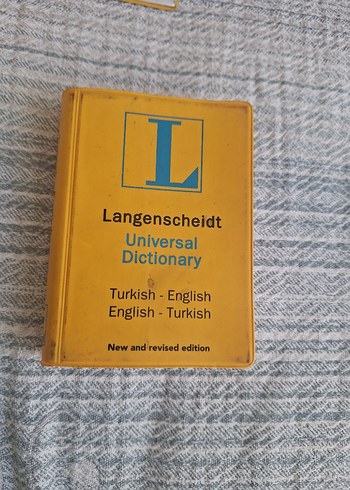 L
Langenscheidt
Universal
Dictionary
Turkish - English
English - Turkish
New and revised edition